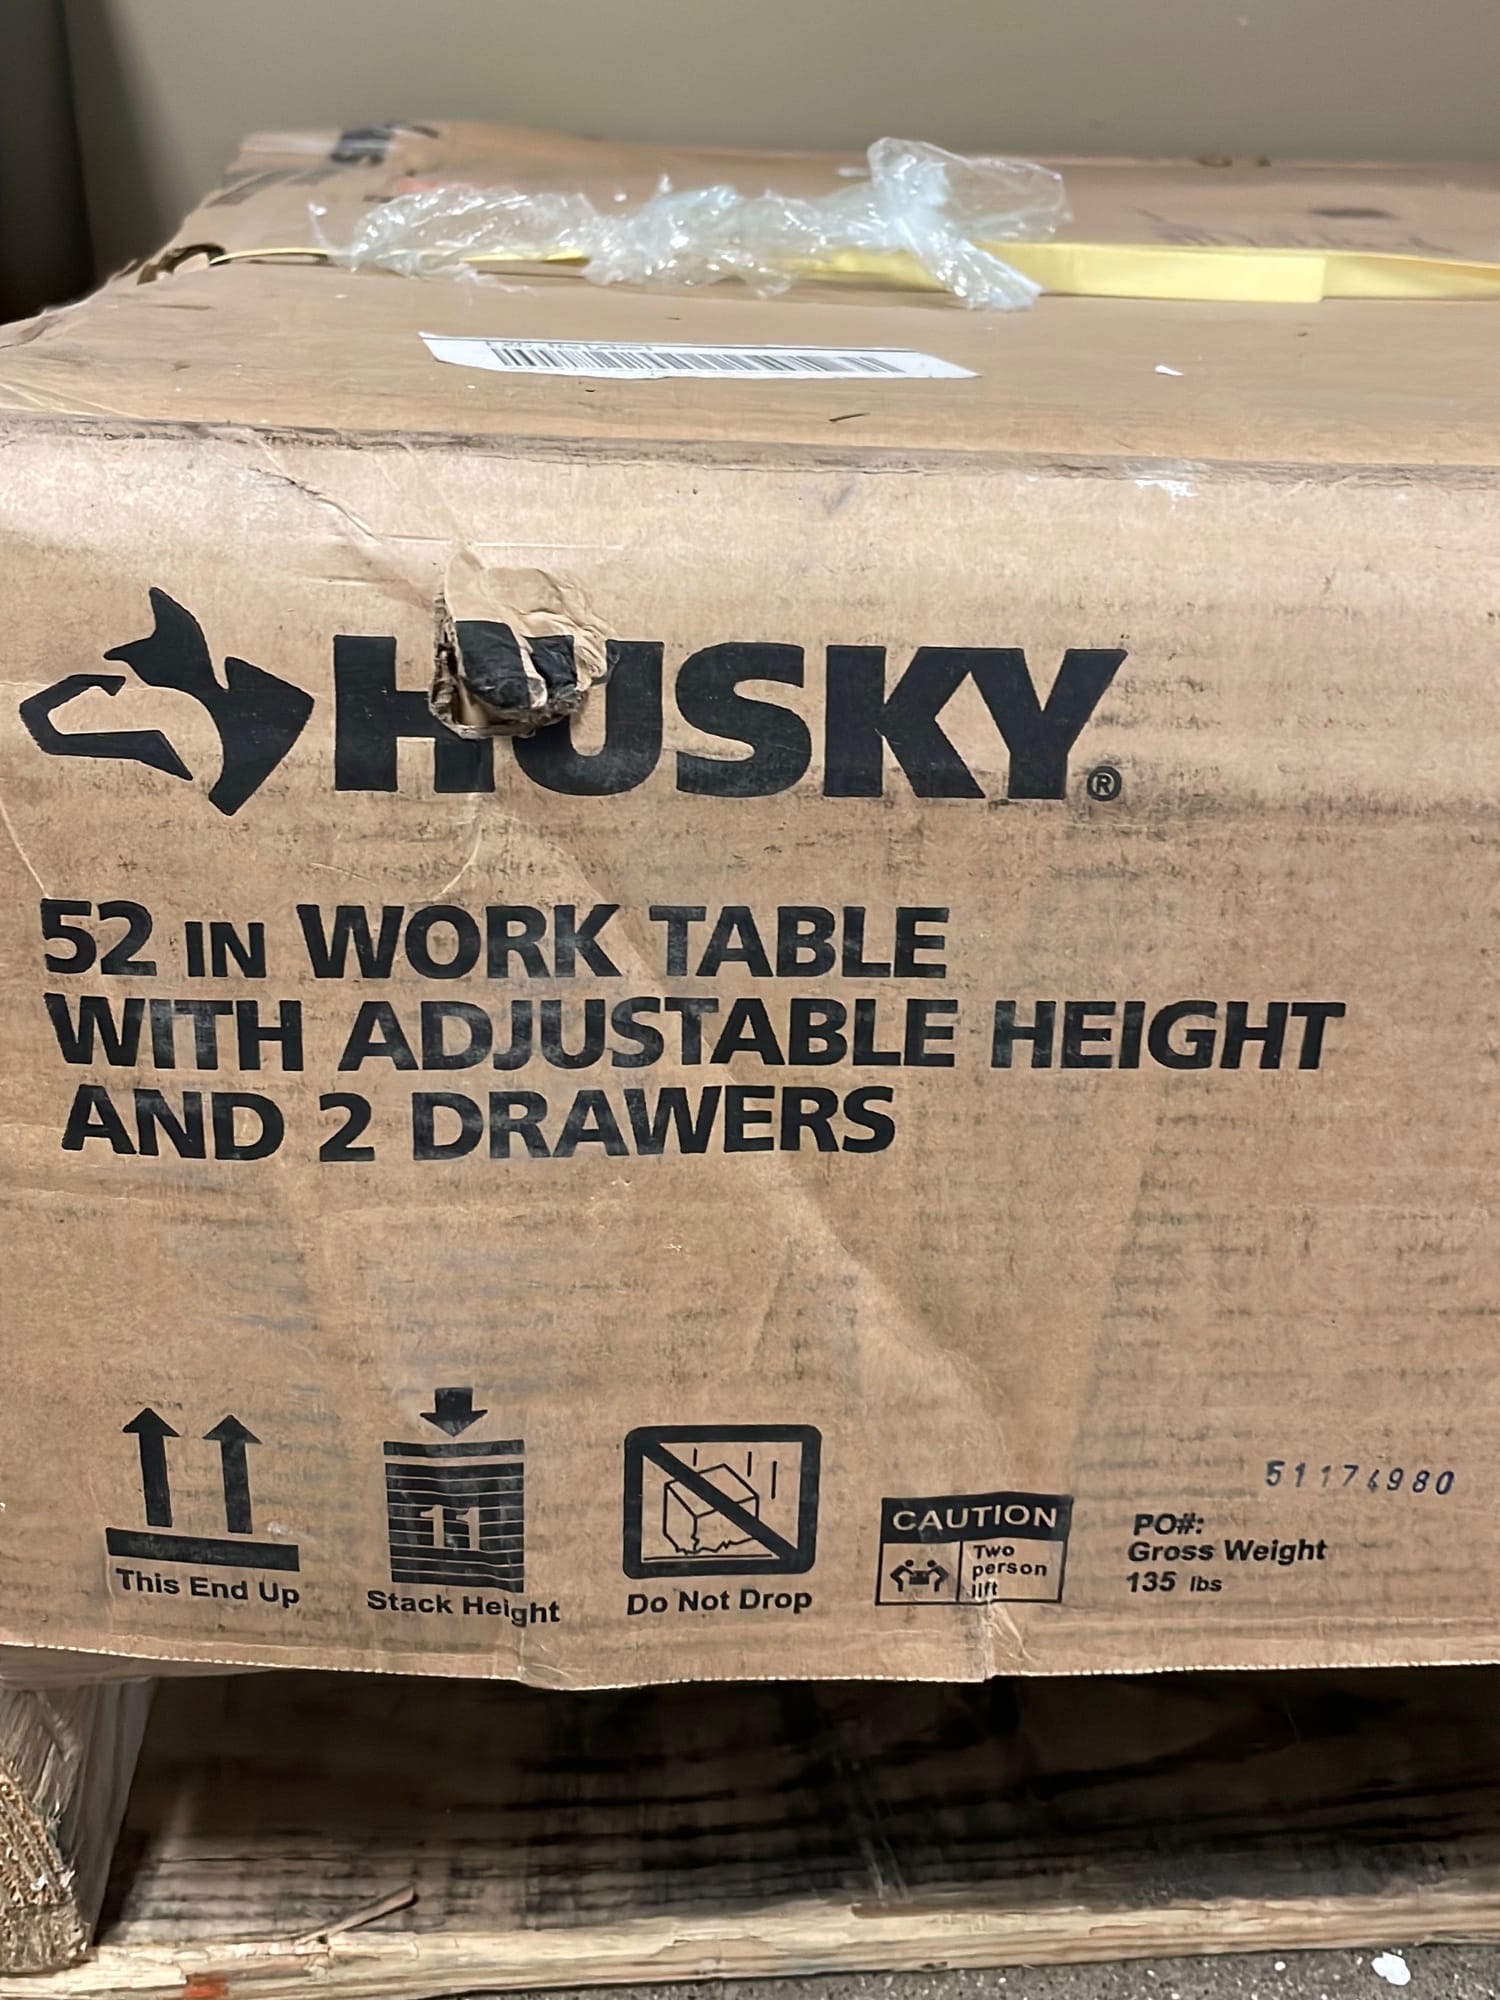 HUSKY®
52 IN WORK TABLE
WITH ADJUSTABLE HEIGHT
AND 2 DRAWERS
11
This End Up
Stack Height
Do Not Drop
CAUTION
Two
person
lift
51174980
PO#:
Gross Weight
135 lbs